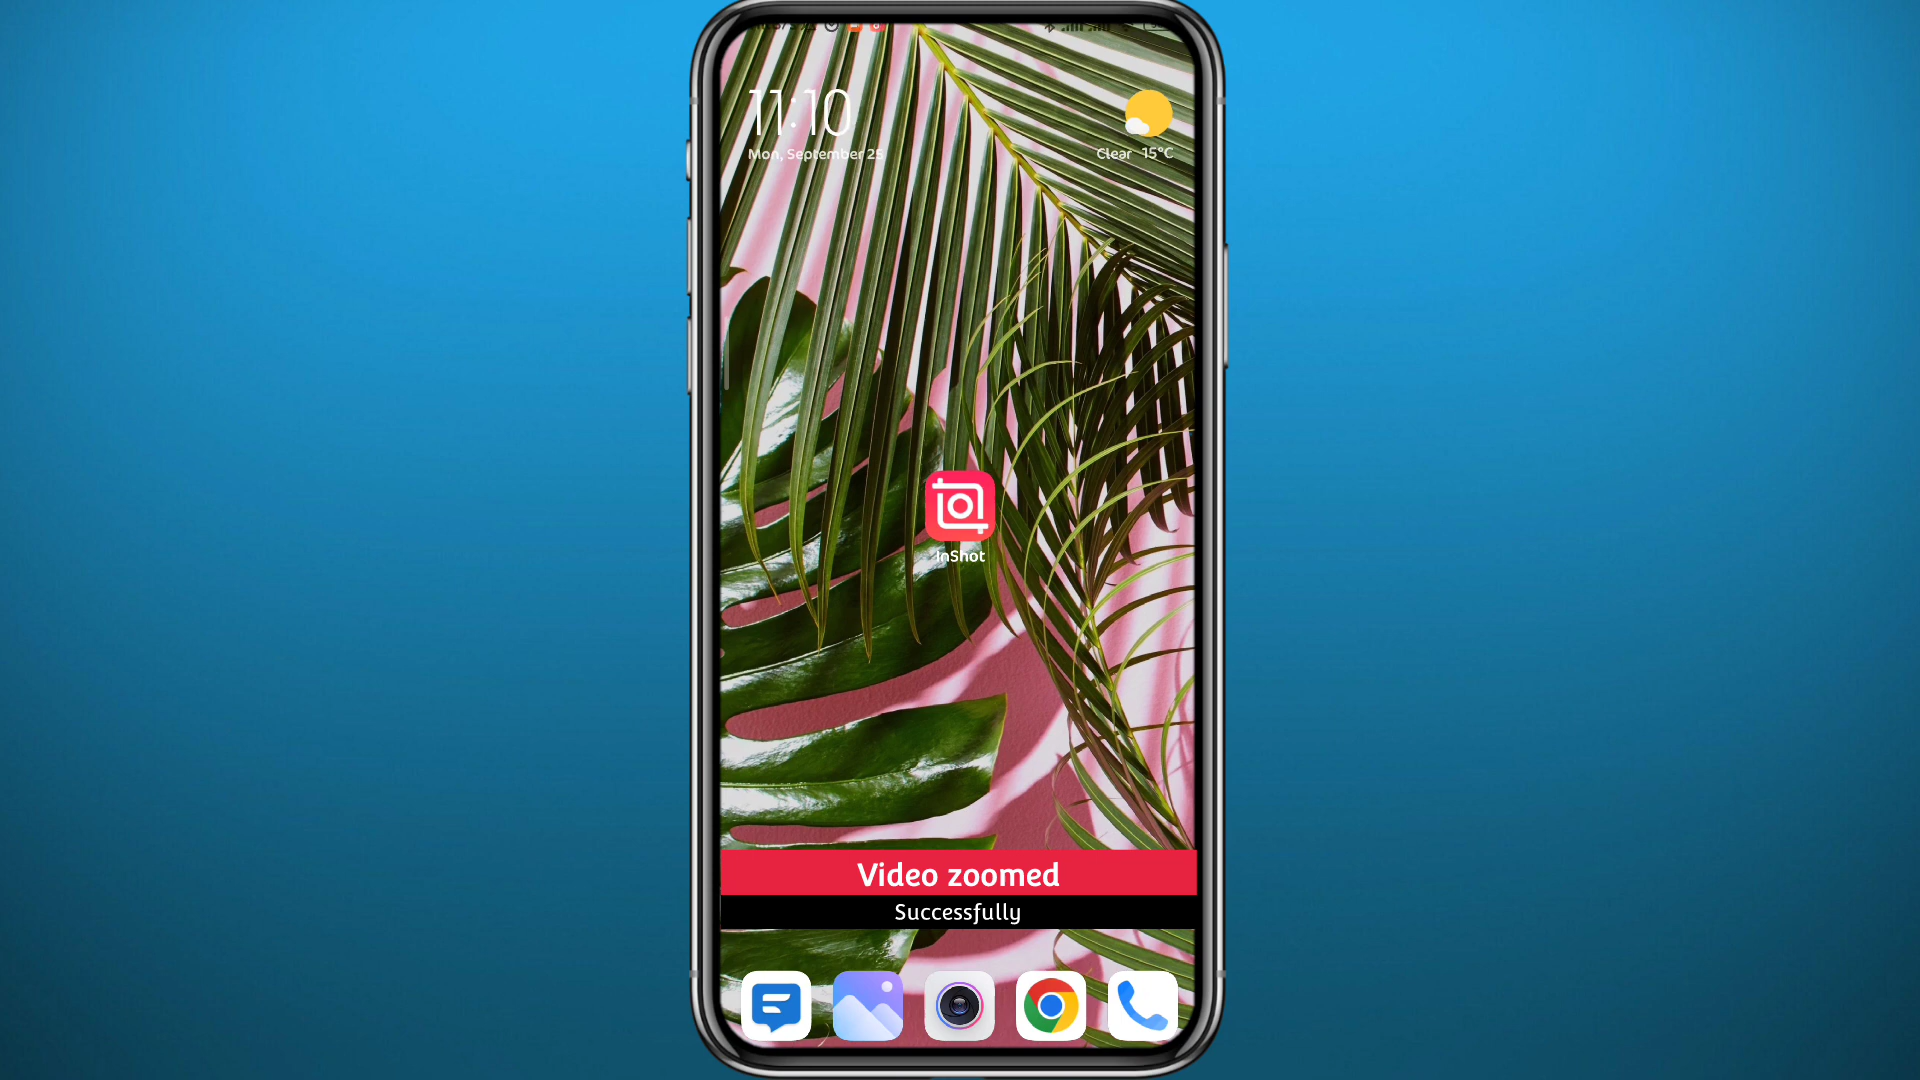 11:10
Mon, September 25
Clear 15°C
InShot
Video zoomed
Successfully